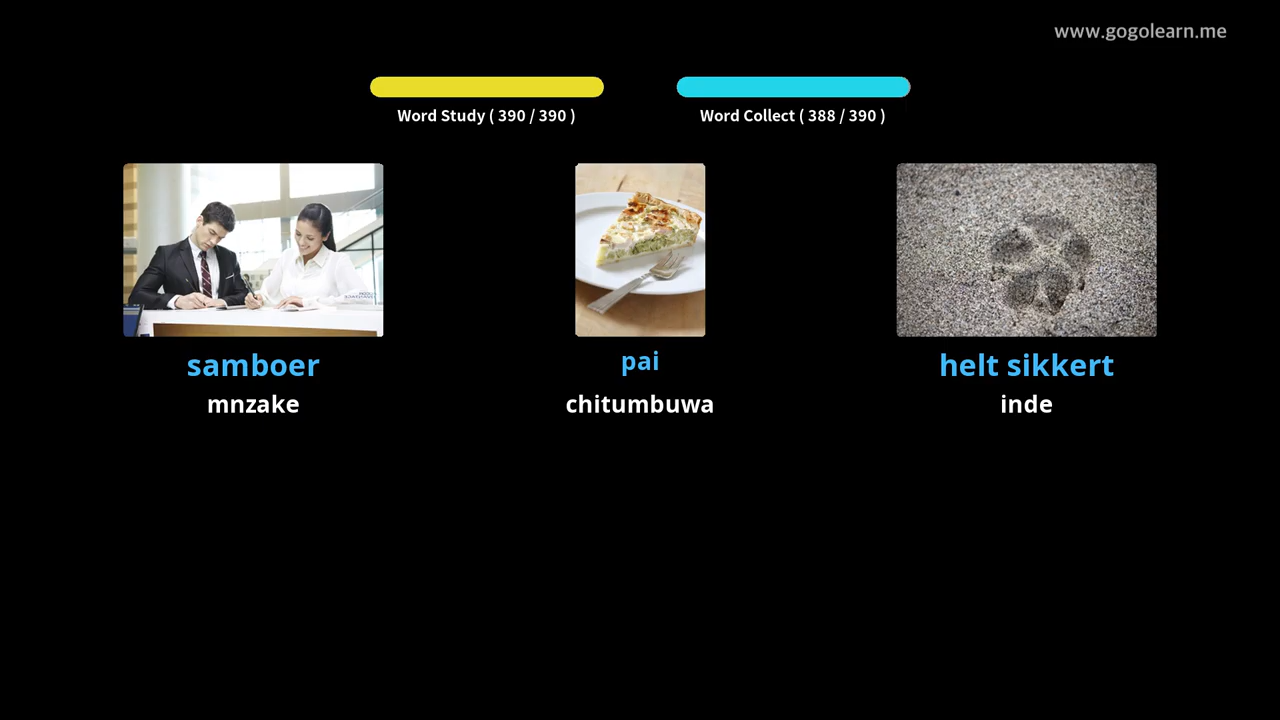 www.gogolearn.me
Word Study ( 390 / 390 )
Word Collect ( 388 / 390 )
samboer
mnzake
pai
chitumbuwa
helt sikkert
inde